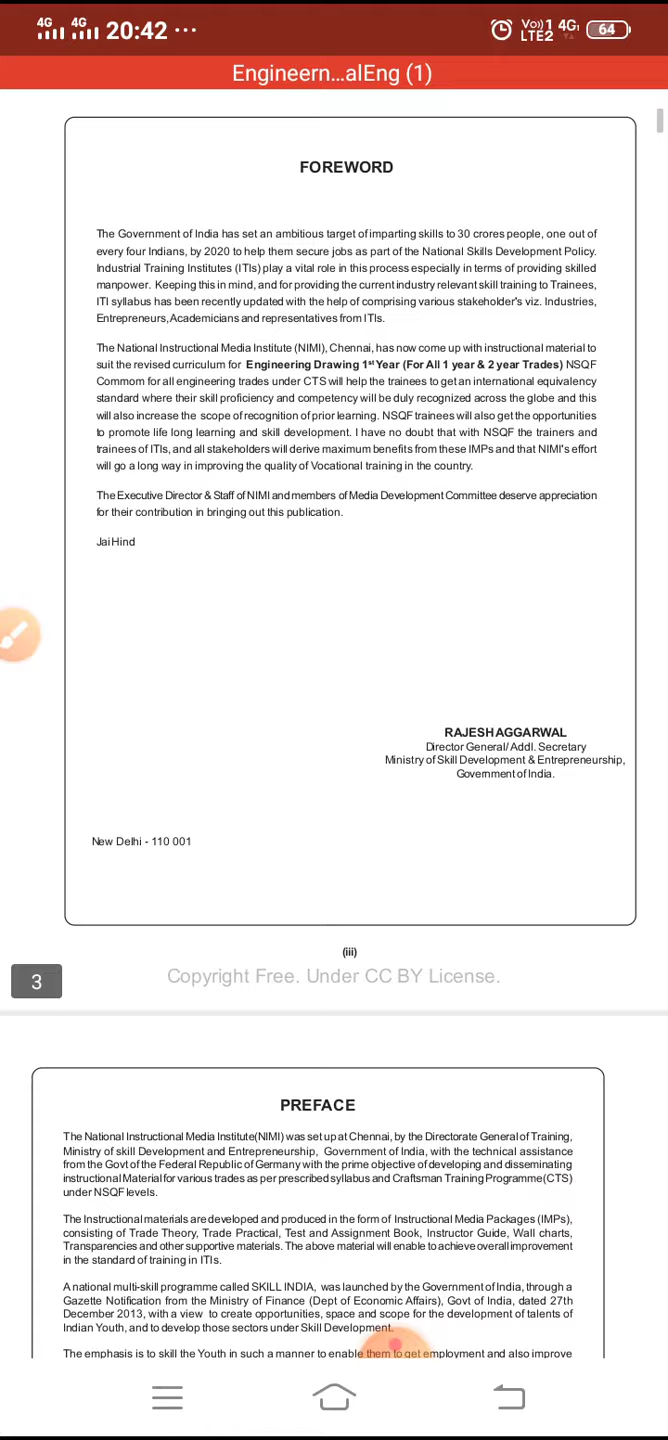 4G 4G 20:42 ... Vo)) 1 4G
LTE2 64
Engineern...alEng (1)
FOREWORD
The Government of India has set an ambitious target of imparting skills to 30 crores people, one out of
every four Indians, by 2020 to help them secure jobs as part of the National Skills Development Policy.
Industrial Training Institutes (ITIs) play a vital role in this process especially in terms of providing skilled
manpower. Keeping this in mind, and for providing the current industry relevant skill training to Trainees,
ITI syllabus has been recently updated with the help of comprising various stakeholder's viz. Industries,
Entrepreneurs, Academicians and representatives from ITIs.
The National Instructional Media Institute (NIMI), Chennai, has now come up with instructional material to
suit the revised curriculum for Engineering Drawing 1st Year (For All 1 year & 2 year Trades) NSQF
Commom for all engineering trades under CTS will help the trainees to get an international equivalency
standard where their skill proficiency and competency will be duly recognized across the globe and this
will also increase the scope of recognition of prior learning. NSQF trainees will also get the opportunities
to promote life long learning and skill development. I have no doubt that with NSQF the trainers and
trainees of ITIs, and all stakeholders will derive maximum benefits from these IMPs and that NIMI's effort
will go a long way in improving the quality of Vocational training in the country.
The Executive Director & Staff of NIMI and members of Media Development Committee deserve appreciation
for their contribution in bringing out this publication.
Jai Hind
RAJESH AGGARWAL
Director General/ Addl. Secretary
Ministry of Skill Development & Entrepreneurship,
Government of India.
New Delhi - 110 001
(iii)
3
Copyright Free. Under CC BY License.
PREFACE
The National Instructional Media Institute(NIMI) was set up at Chennai, by the Directorate General of Training,
Ministry of skill Development and Entrepreneurship, Government of India, with the technical assistance
from the Govt of the Federal Republic of Germany with the prime objective of developing and disseminating
instructional Material for various trades as per prescribed syllabus and Craftsman Training Programme(CTS)
under NSQF levels.
The Instructional materials are developed and produced in the form of Instructional Media Packages (IMPs),
consisting of Trade Theory, Trade Practical, Test and Assignment Book, Instructor Guide, Wall charts,
Transparencies and other supportive materials. The above material will enable to achieve overall improvement
in the standard of training in ITIs.
A national multi-skill programme called SKILL INDIA, was launched by the Government of India, through a
Gazette Notification from the Ministry of Finance (Dept of Economic Affairs), Govt of India, dated 27th
December 2013, with a view to create opportunities, space and scope for the development of talents of
Indian Youth, and to develop those sectors under Skill Development.
The emphasis is to skill the Youth in such a manner to enable them to get employment and also improve